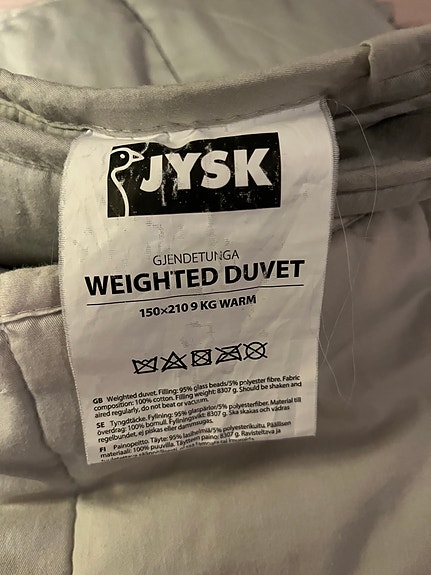 JYSK
GJENDETUNGA
WEIGHTED DUVET
150×210 9 KG WARM
GB Weighted duvet. Filling: 95% glass beads/5% polyester fibre. Fabric
composition: 100% cotton. Filling weight: 8307 g. Should be shaken and
aired regularly, do not beat or vacuum.
SE Tyngdtäcke. Fyllning: 95% glaspärlor/5% polyesterfiber. Material till
överdrag: 100% bomull. Fyllningsvikt: 8307 g. Ska skakas och vädras
regelbundet, ej piskas eller dammsugas.
FI Painopeitto. Täyte: 95% lasihelmiä/5% polyesterikuitu. Päällisen
materiaali: 100% puuvilla. Täytteen paino: 8307 g. Ravisteltava ja